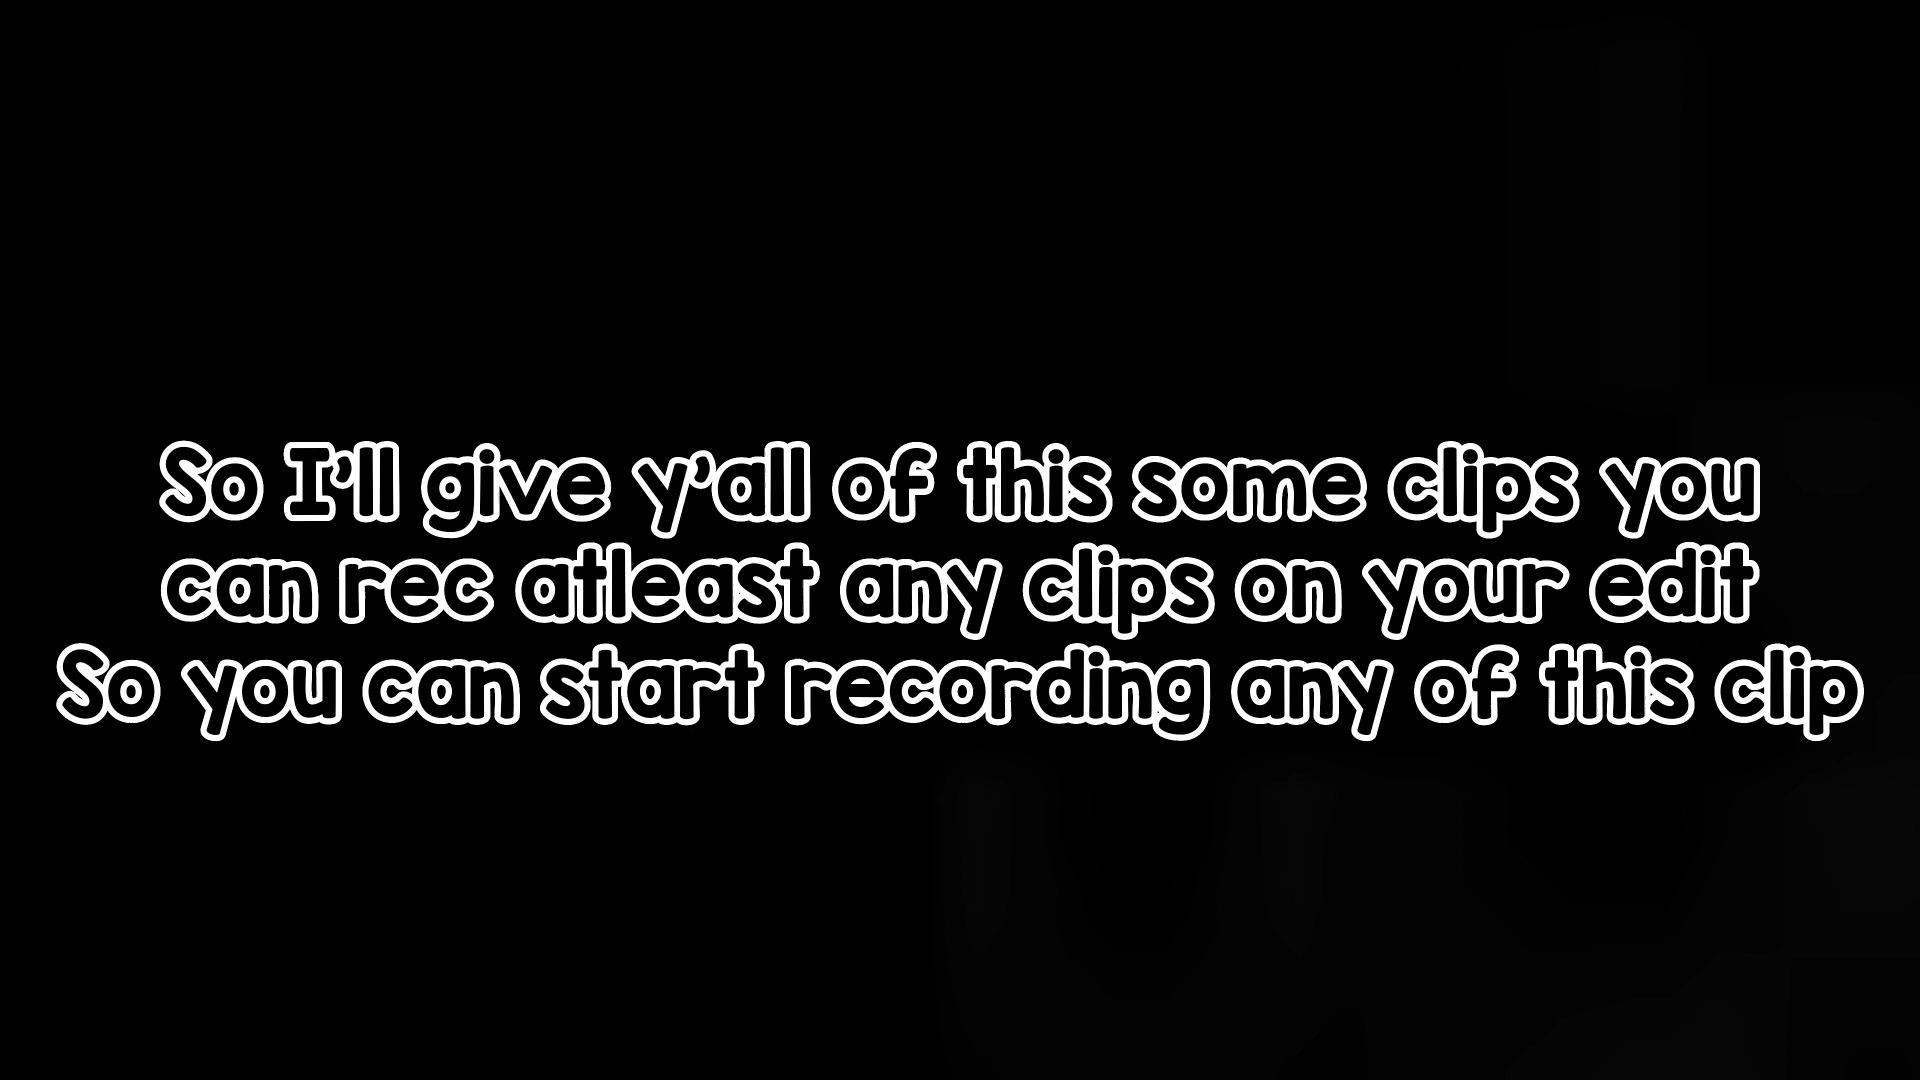 So I'll give y'all of this some clips you
can rec atleast any clips on your edit
So you can start recording any of this clip